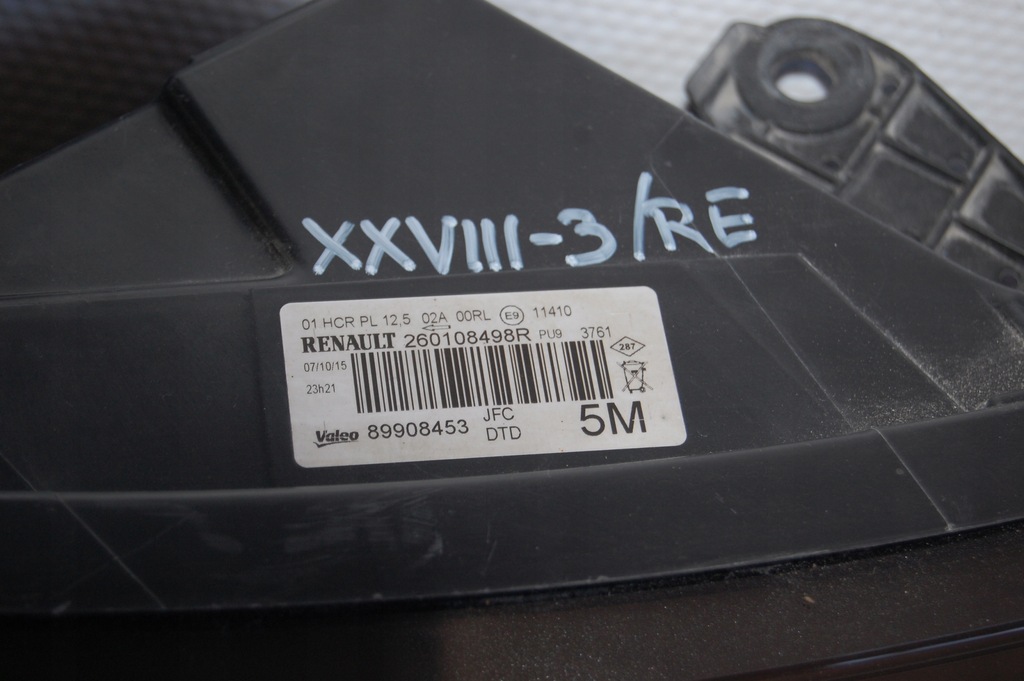 XXVIII-3/RE
01 HCR PL 12,5 02A 00RL E9 11410
RENAULT 260108498R PU9 3761
287
07/10/15
23h21
Valeo 89908453 JFC
DTD
5M